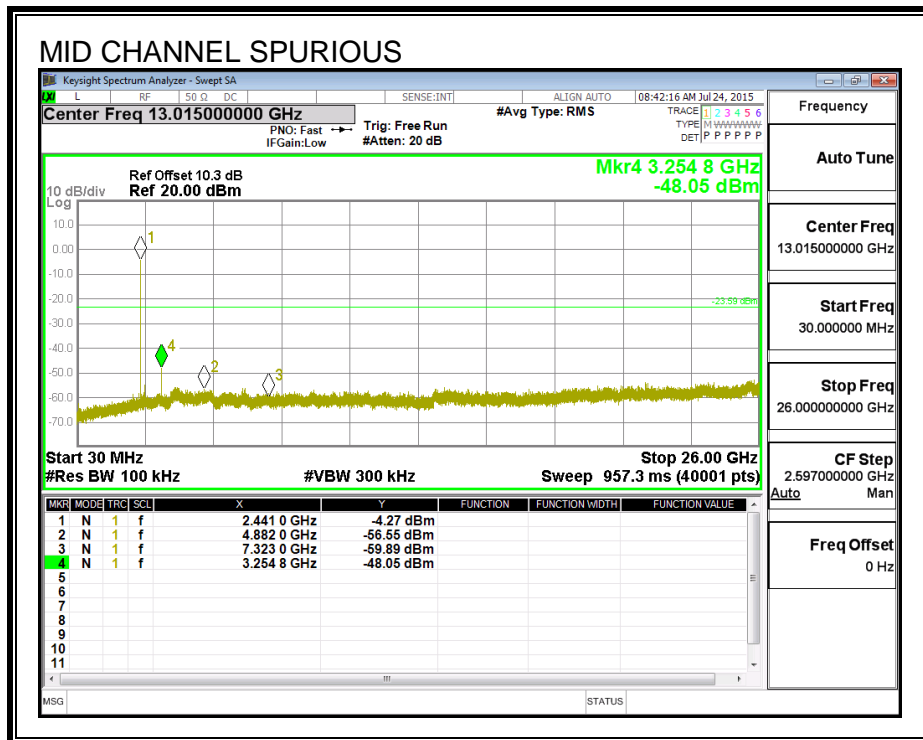 MID CHANNEL SPURIOUS
Keysight Spectrum Analyzer - Swept SA
LXI L RF 50 Ω DC SENSE:INT ALIGN AUTO 08:42:16 AM Jul 24, 2015
Center Freq 13.015000000 GHz #Avg Type: RMS TRACE 1 2 3 4 5 6
PNO: Fast Trig: Free Run TYPE M WWWWW
IFGain:Low #Atten: 20 dB DET P P P P P P
Mkr4 3.254 8 GHz
-48.05 dBm
Ref Offset 10.3 dB
10 dB/div Ref 20.00 dBm
Log
10.0
0.00
-10.0
-20.0
-30.0
-40.0
-50.0
-60.0
-70.0
1
-23.59 dBm
4
2
3
Start 30 MHz Stop 26.00 GHz
#Res BW 100 kHz #VBW 300 kHz Sweep 957.3 ms (40001 pts)
MKR MODE TRC SCL X Y FUNCTION FUNCTION WIDTH FUNCTION VALUE
1 N 1 f 2.441 0 GHz -4.27 dBm
2 N 1 f 4.882 0 GHz -56.55 dBm
3 N 1 f 7.323 0 GHz -59.89 dBm
4 N 1 f 3.254 8 GHz -48.05 dBm
5
6
7
8
9
10
11
MSG STATUS
Frequency
Auto Tune
Center Freq
13.015000000 GHz
Start Freq
30.000000 MHz
Stop Freq
26.000000000 GHz
CF Step
2.597000000 GHz
Auto Man
Freq Offset
0 Hz